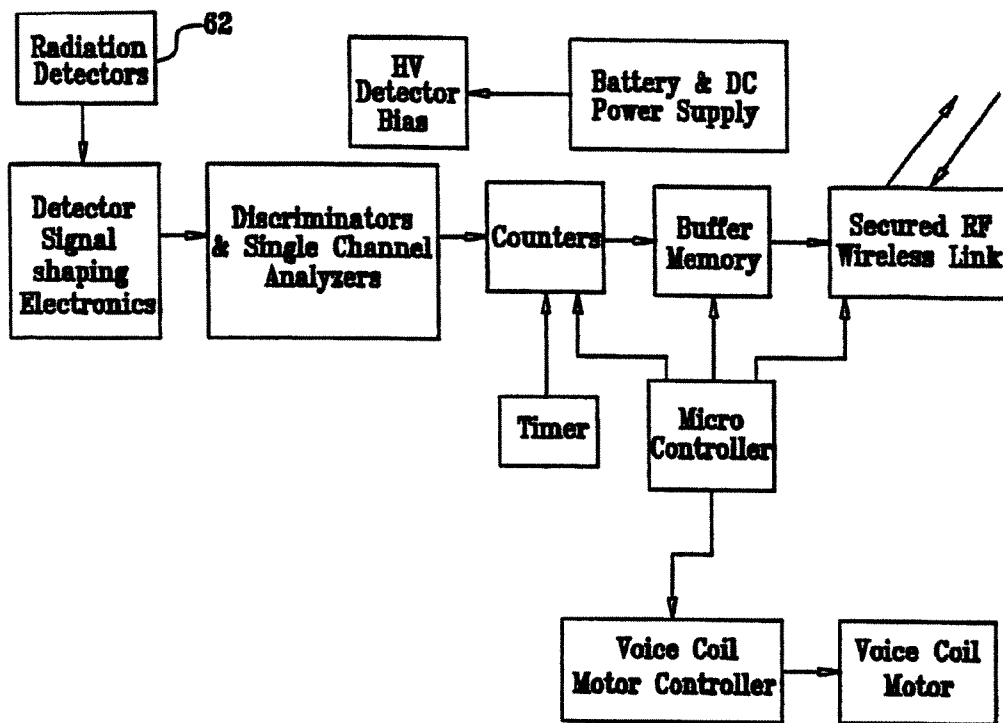 62
Radiation
Detectors
HV
Detector
Bias
Battery & DC
Power Supply
Detector
Signal
shaping
Electronics
Discriminators
& Single Channel
Analyzers
Counters
Buffer
Memory
Secured RF
Wireless Link
Timer
Micro
Controller
Voice Coil
Motor Controller
Voice Coil
Motor